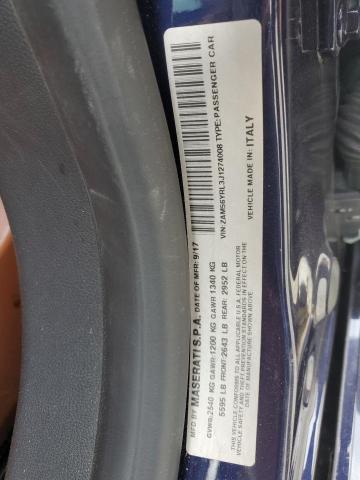 MFD BY MASERATI S.P.A. DATE OF MFR: 9/17
GVWR:2540 KG GAWR:1200 KG GAWR 1340 KG
5595 LB FRONT:2643 LB REAR: 2952 LB
THIS VEHICLE CONFORMS TO ALL APPLICABLE U.S.A FEDERAL MOTOR
VEHICLE SAFETY AND THEFT PREVENTION STANDARDS IN EFFECT ON THE
DATE OF MANUFACTURE SHOWN ABOVE.
VIN:ZAM56YRL3J1274008 TYPE:PASSENGER CAR
VEHICLE MADE IN: ITALY